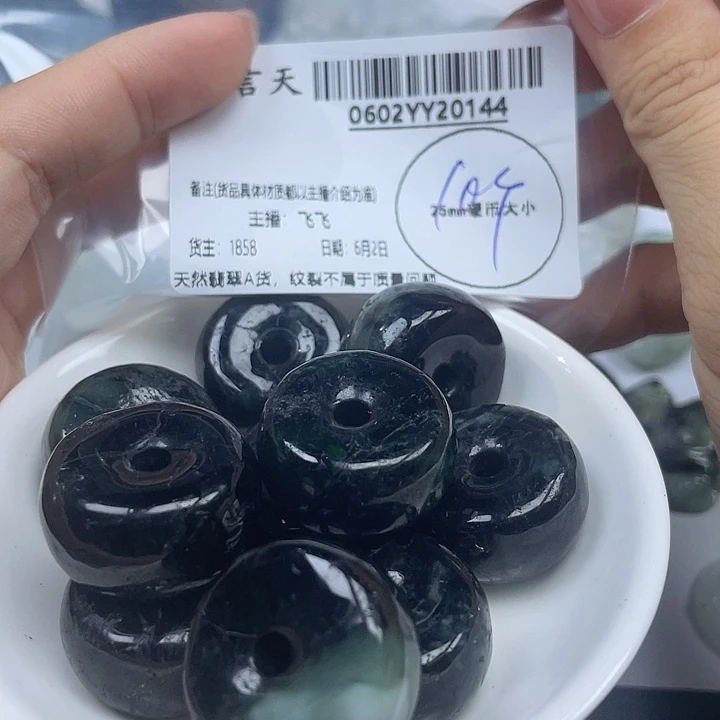 言天
0602YY20144
备注(货品具体材质都以主播介绍为准)
25mm硬币大小
主播：飞飞
货主：1858 日期：6月2日
天然翡翠A货，纹裂不属于质量问题